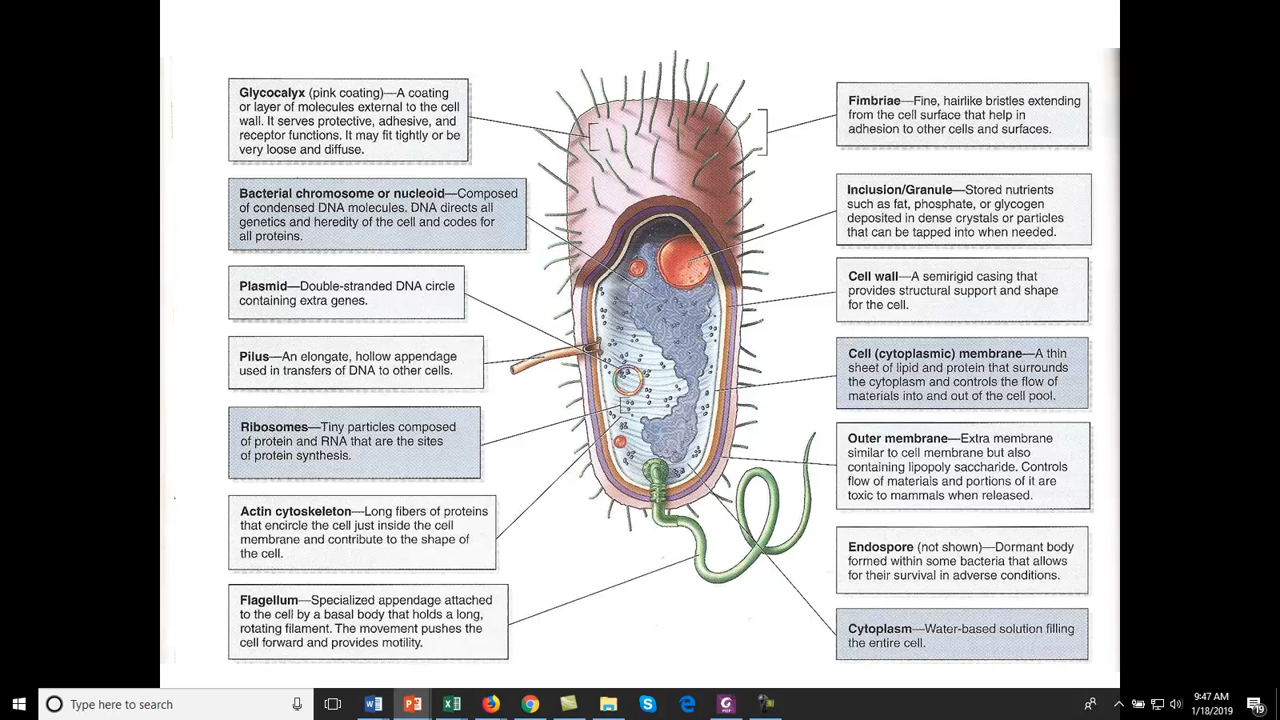 Glycocalyx (pink coating)—A coating
or layer of molecules external to the cell
wall. It serves protective, adhesive, and
receptor functions. It may fit tightly or be
very loose and diffuse.
Bacterial chromosome or nucleoid—Composed
of condensed DNA molecules. DNA directs all
genetics and heredity of the cell and codes for
all proteins.
Plasmid—Double-stranded DNA circle
containing extra genes.
Pilus—An elongate, hollow appendage
used in transfers of DNA to other cells.
Ribosomes—Tiny particles composed
of protein and RNA that are the sites
of protein synthesis.
Actin cytoskeleton—Long fibers of proteins
that encircle the cell just inside the cell
membrane and contribute to the shape of
the cell.
Flagellum—Specialized appendage attached
to the cell by a basal body that holds a long,
rotating filament. The movement pushes the
cell forward and provides motility.
Fimbriae—Fine, hairlike bristles extending
from the cell surface that help in
adhesion to other cells and surfaces.
Inclusion/Granule—Stored nutrients
such as fat, phosphate, or glycogen
deposited in dense crystals or particles
that can be tapped into when needed.
Cell wall—A semirigid casing that
provides structural support and shape
for the cell.
Cell (cytoplasmic) membrane—A thin
sheet of lipid and protein that surrounds
the cytoplasm and controls the flow of
materials into and out of the cell pool.
Outer membrane—Extra membrane
similar to cell membrane but also
containing lipopoly saccharide. Controls
flow of materials and portions of it are
toxic to mammals when released.
Endospore (not shown)—Dormant body
formed within some bacteria that allows
for their survival in adverse conditions.
Cytoplasm—Water-based solution filling
the entire cell.
Type here to search
9:47 AM
1/18/2019
19